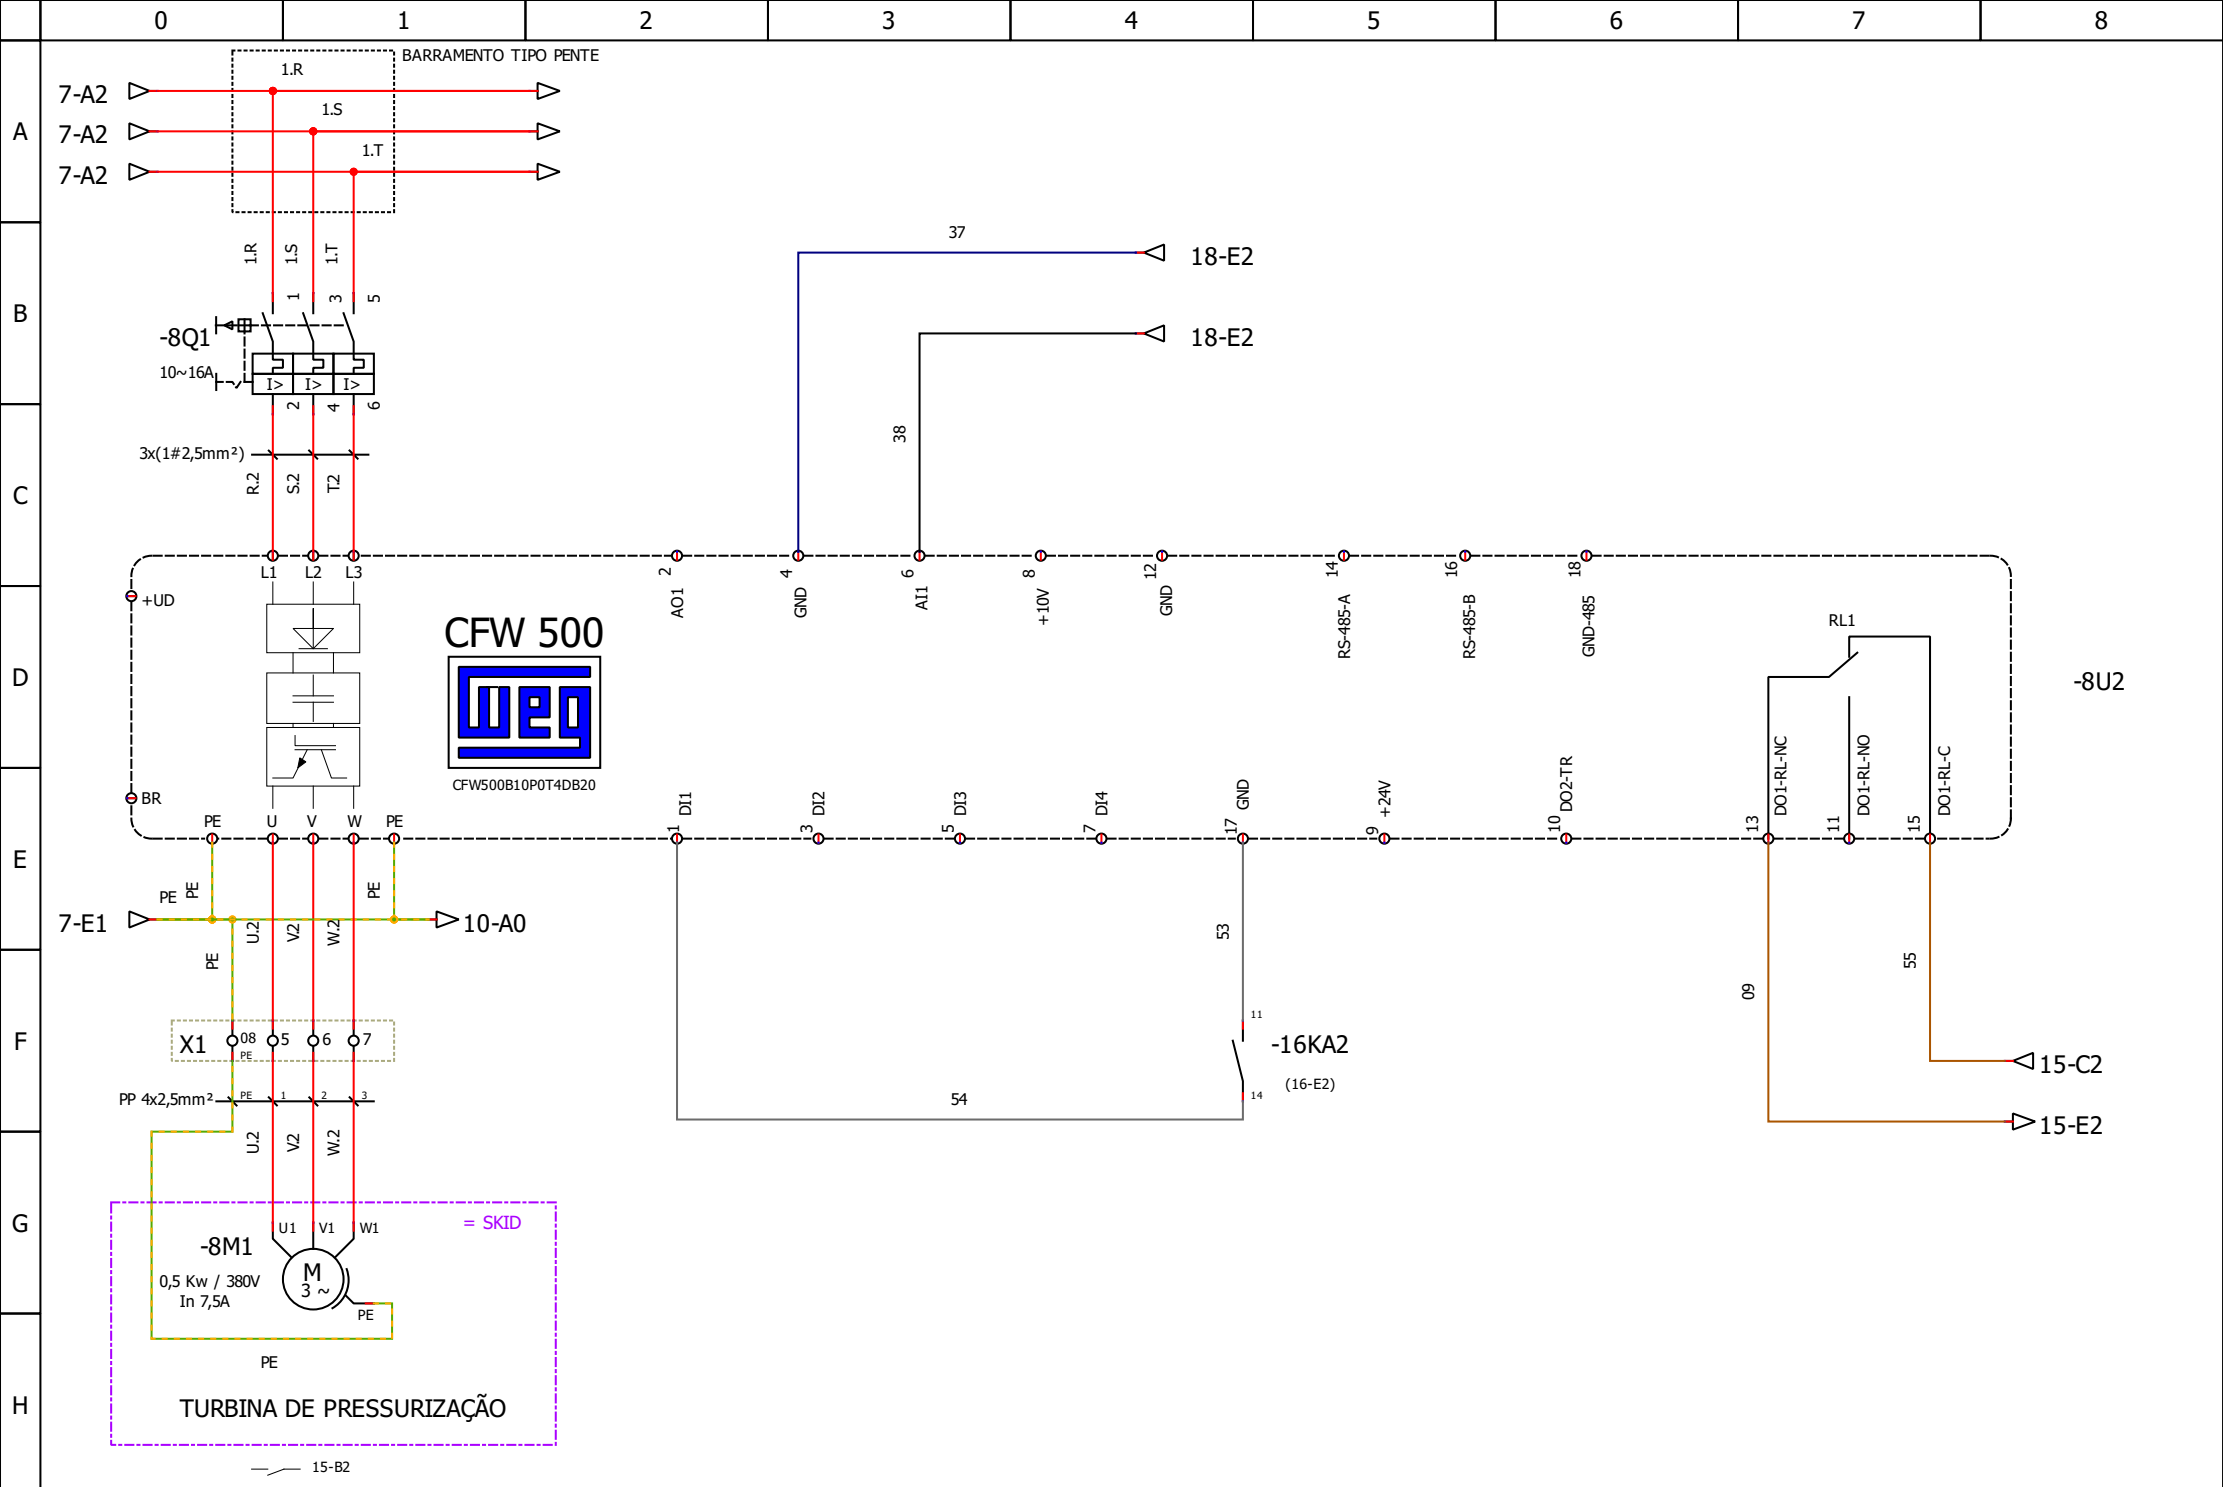 0 1 2 3 4 5 6 7 8
BARRAMENTO TIPO PENTE
1.R
7-A2
1.S
A
7-A2
1.T
7-A2
37
1.R 1.S 1.T
18-E2
1 3 5
B
-8Q1
18-E2
10~16A
I> I> I>
2 4 6
38
3x(1#2,5mm²)
R.2 S.2 T.2
C
L1 L2 L3
2 4 6 8 12 14 16 18
+UD
AO1 GND AI1 +10V GND RS-485-A RS-485-B GND-485
CFW 500
RL1
D
-8U2
weg
CFW500B10P0T4DB20
BR
DI1 DI2 DI3 DI4 GND +24V DO2-TR DO1-RL-NC DO1-RL-NO DO1-RL-C
PE U V W PE
1 3 5 7 17 9 10 13 11 15
E
PE PE PE
7-E1
10-A0
U.2 V.2 W.2
53
PE
55
09
11
F
X1
08 5 6 7
PE
-16KA2
15-C2
(16-E2)
PP 4x2,5mm²
PE 1 2 3
54
14
15-E2
U.2 V.2 W.2
G
= SKID
U1 V1 W1
-8M1
M
3 ~
0,5 Kw / 380V
In 7,5A
PE
PE
H
TURBINA DE PRESSURIZAÇÃO
15-B2